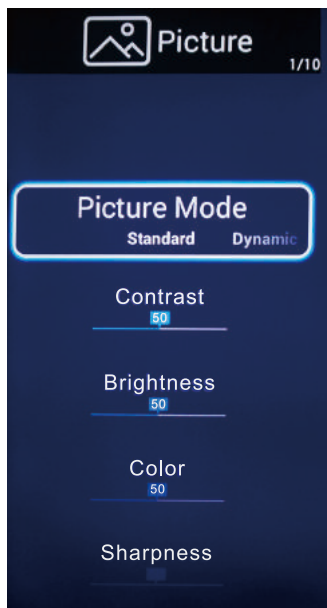 Picture
1/10
Picture Mode
Standard Dynamic
Contrast
50
Brightness
50
Color
50
Sharpness